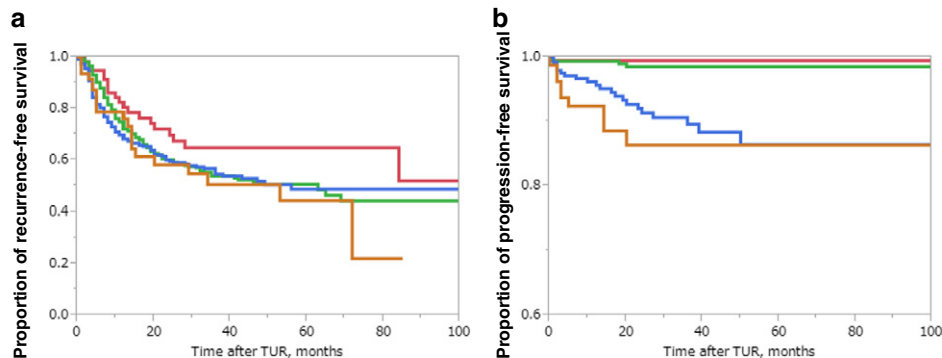 a
Proportion of recurrence-free survival
1.0
0.8
0.6
0.4
0.2
0.0
0 20 40 60 80 100
Time after TUR, months
b
Proportion of progression-free survival
1.0
0.8
0.6
0 20 40 60 80 100
Time after TUR, months